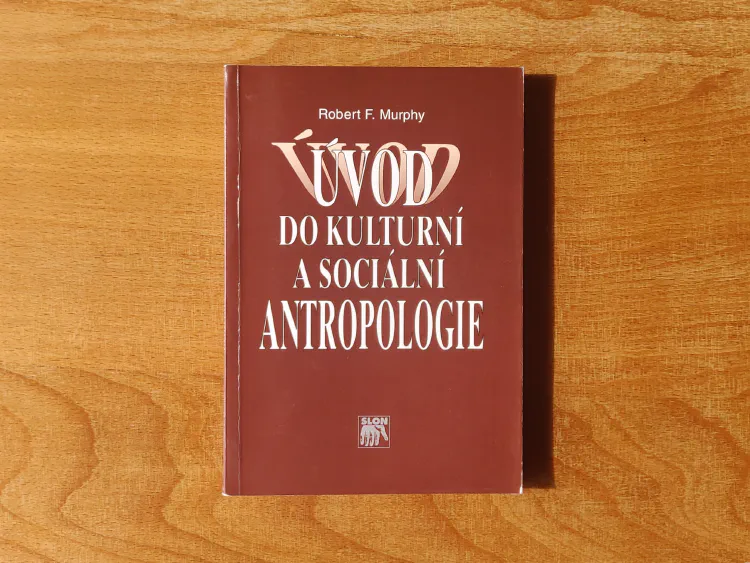 Robert F. Murphy
ÚVOD
DO KULTURNÍ
A SOCIÁLNÍ
ANTROPOLOGIE
SLON